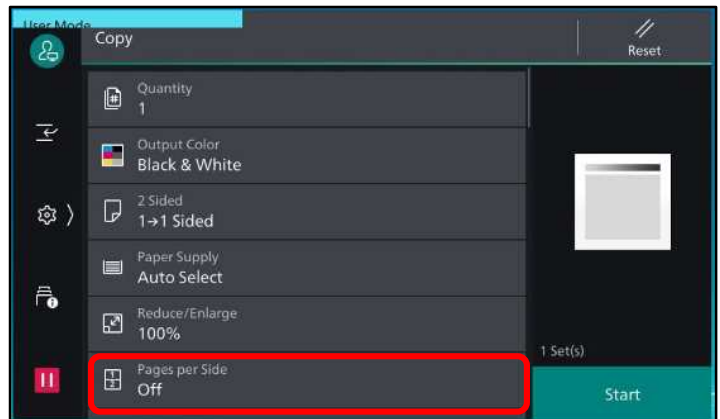 User Mode
Copy
Reset
Quantity
1
Output Color
Black & White
2 Sided
1→1 Sided
Paper Supply
Auto Select
Reduce/Enlarge
100%
Pages per Side
Off
1 Set(s)
Start